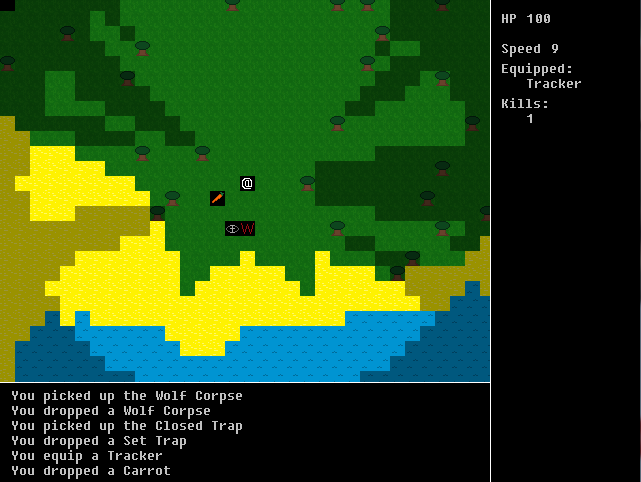 HP 100
Speed 9
Equipped:
Tracker
Kills:
1
@
W
You picked up the Wolf Corpse
You dropped a Wolf Corpse
You picked up the Closed Trap
You dropped a Set Trap
You equip a Tracker
You dropped a Carrot